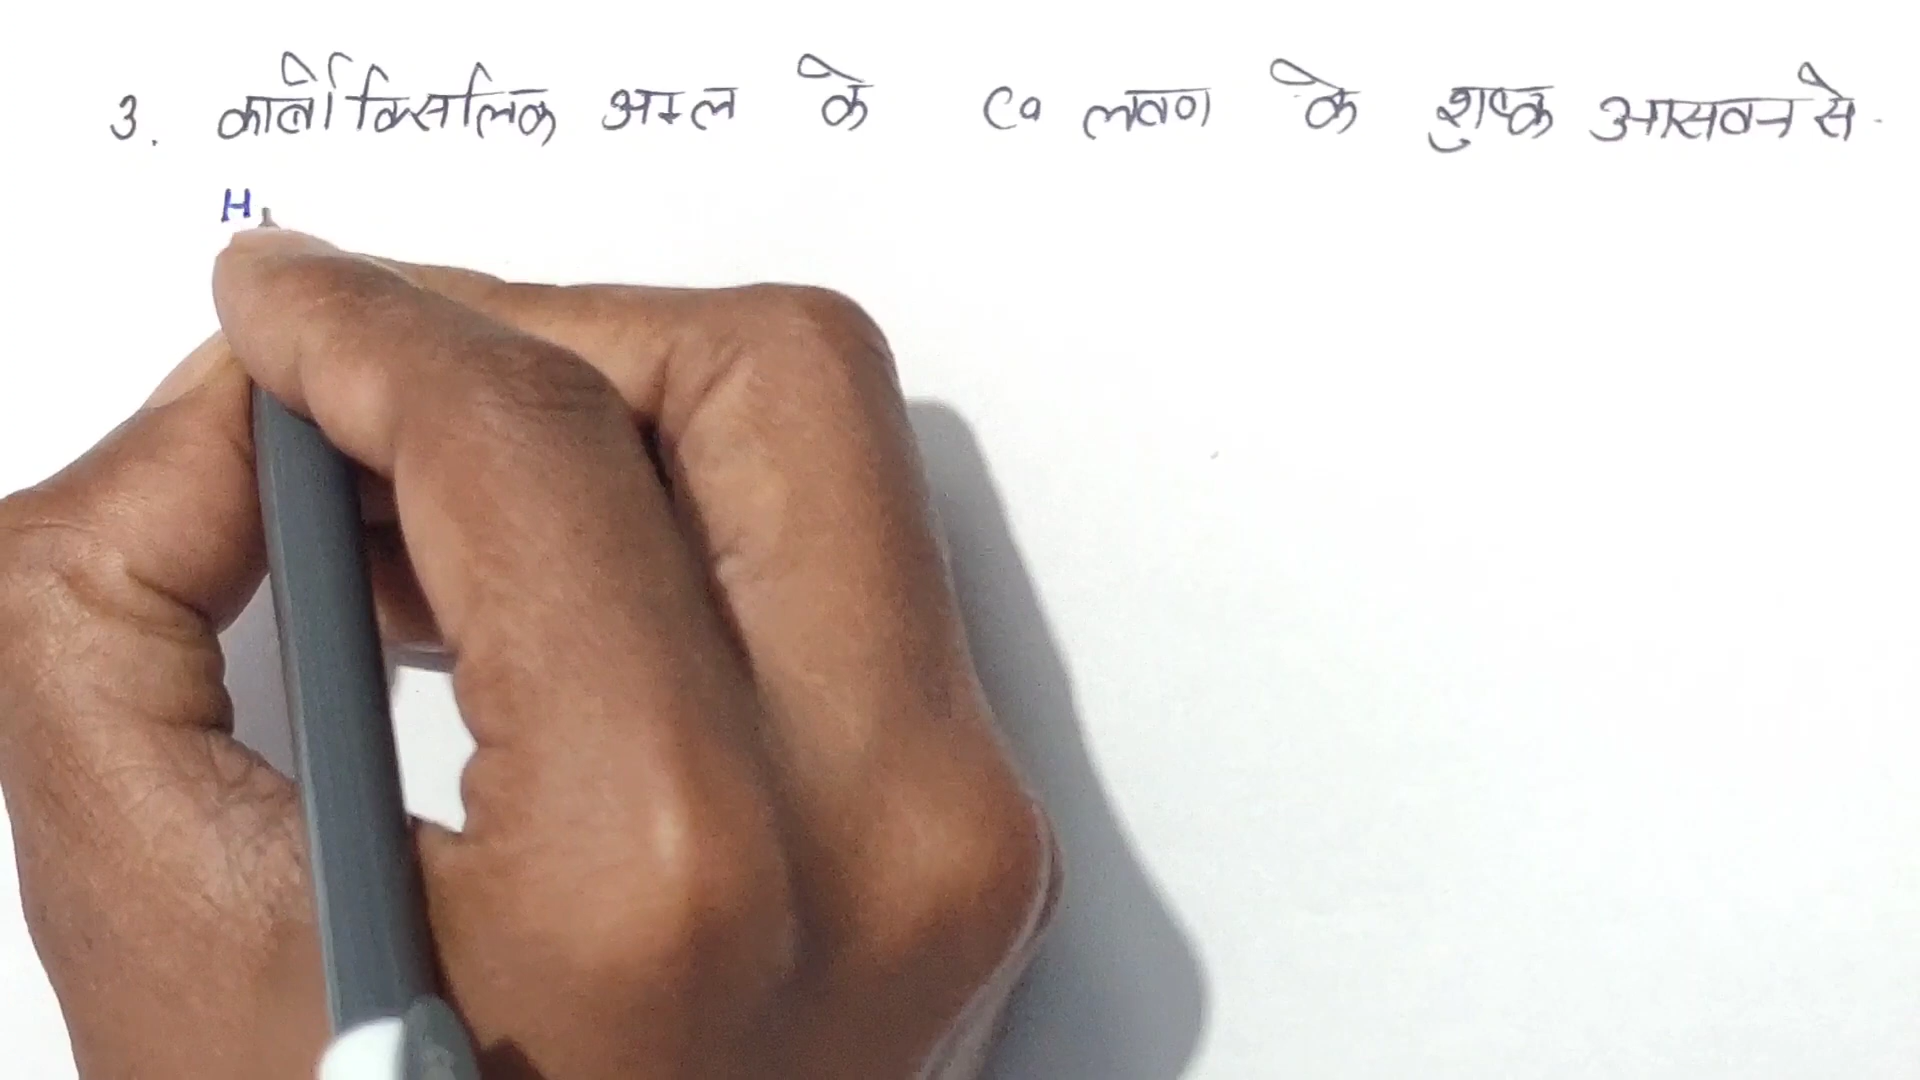 3. कार्बोक्सिलिक अम्ल के Ca लवण के शुष्क आसवन से.
H